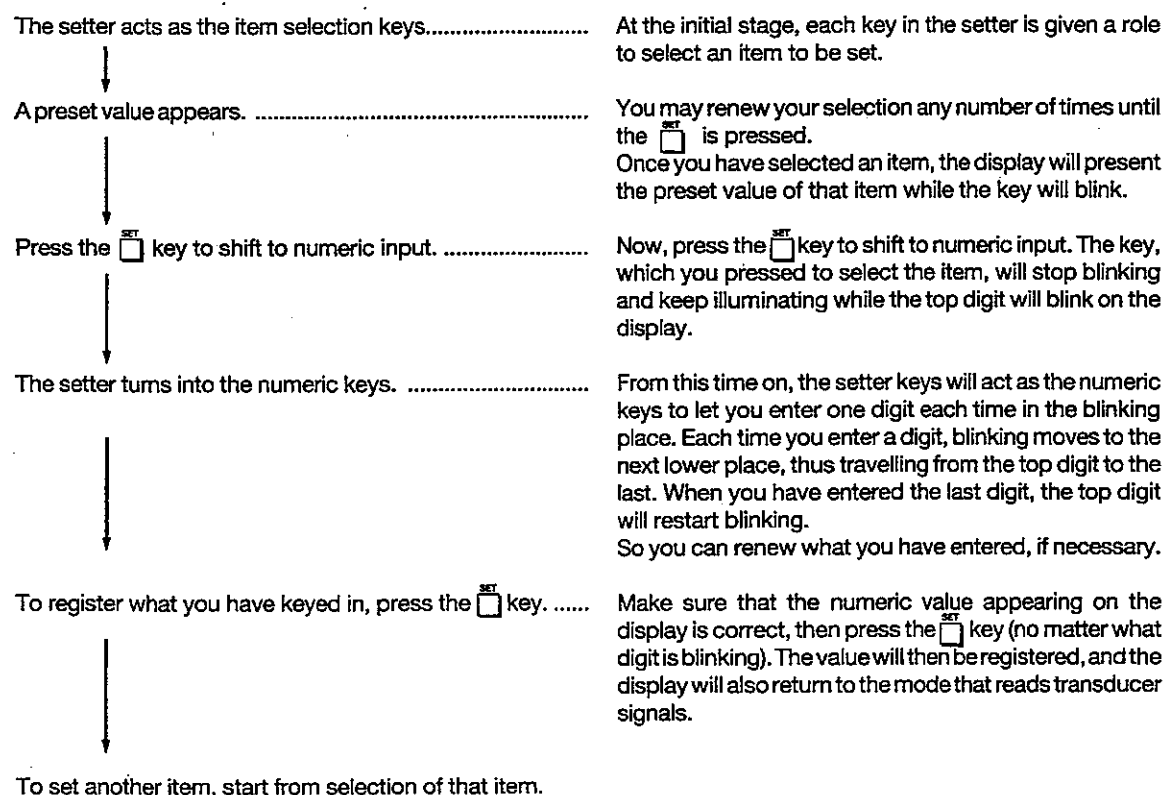 The setter acts as the item selection keys............................
At the initial stage, each key in the setter is given a role
to select an item to be set.
A preset value appears. .........................................................
You may renew your selection any number of times until
the SET is pressed.
Once you have selected an item, the display will present
the preset value of that item while the key will blink.
Press the SET key to shift to numeric input. .........................
Now, press the SET key to shift to numeric input. The key,
which you pressed to select the item, will stop blinking
and keep illuminating while the top digit will blink on the
display.
The setter turns into the numeric keys. ...............................
From this time on, the setter keys will act as the numeric
keys to let you enter one digit each time in the blinking
place. Each time you enter a digit, blinking moves to the
next lower place, thus travelling from the top digit to the
last. When you have entered the last digit, the top digit
will restart blinking.
So you can renew what you have entered, if necessary.
To register what you have keyed in, press the SET key. ......
Make sure that the numeric value appearing on the
display is correct, then press the SET key (no matter what
digit is blinking). The value will then be registered, and the
display will also return to the mode that reads transducer
signals.
To set another item, start from selection of that item.